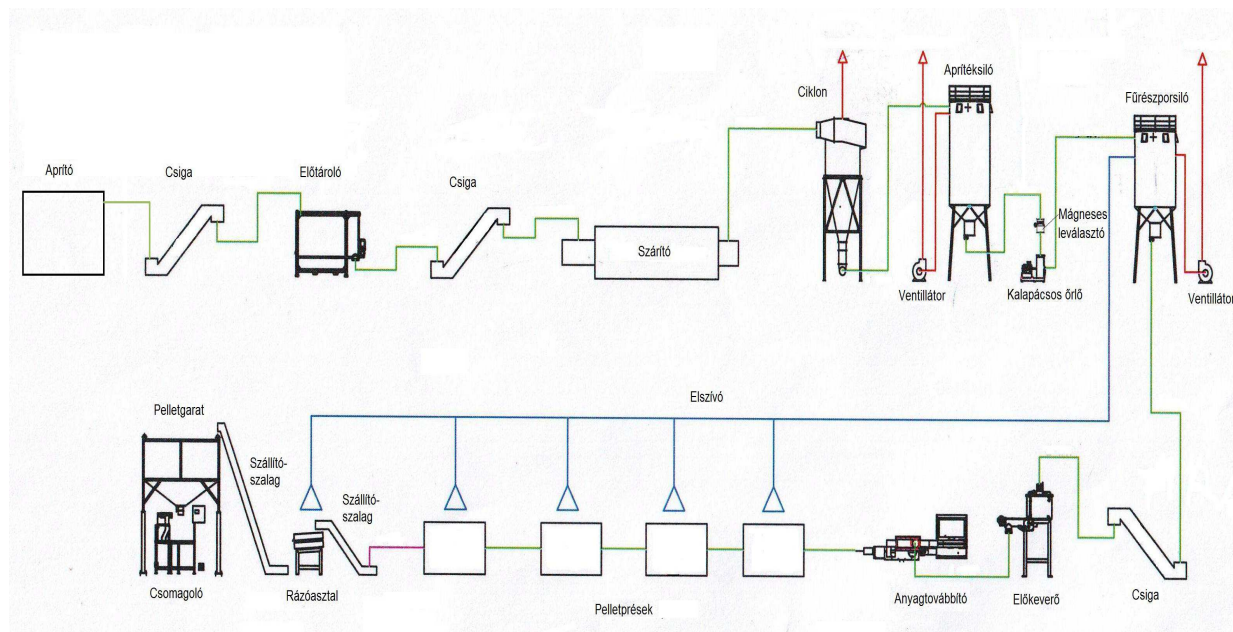 Aprító
Csiga
Előtároló
Csiga
Szárító
Ciklon
Aprítéksiló
Fűrészporsiló
Mágneses
leválasztó
Ventillátor
Kalapácsos őrlő
Ventillátor
Elszívó
Pelletgarat
Szállító-
szalag
Szállító-
szalag
Csomagoló
Rázóasztal
Pelletprések
Anyagtovábbító
Előkeverő
Csiga